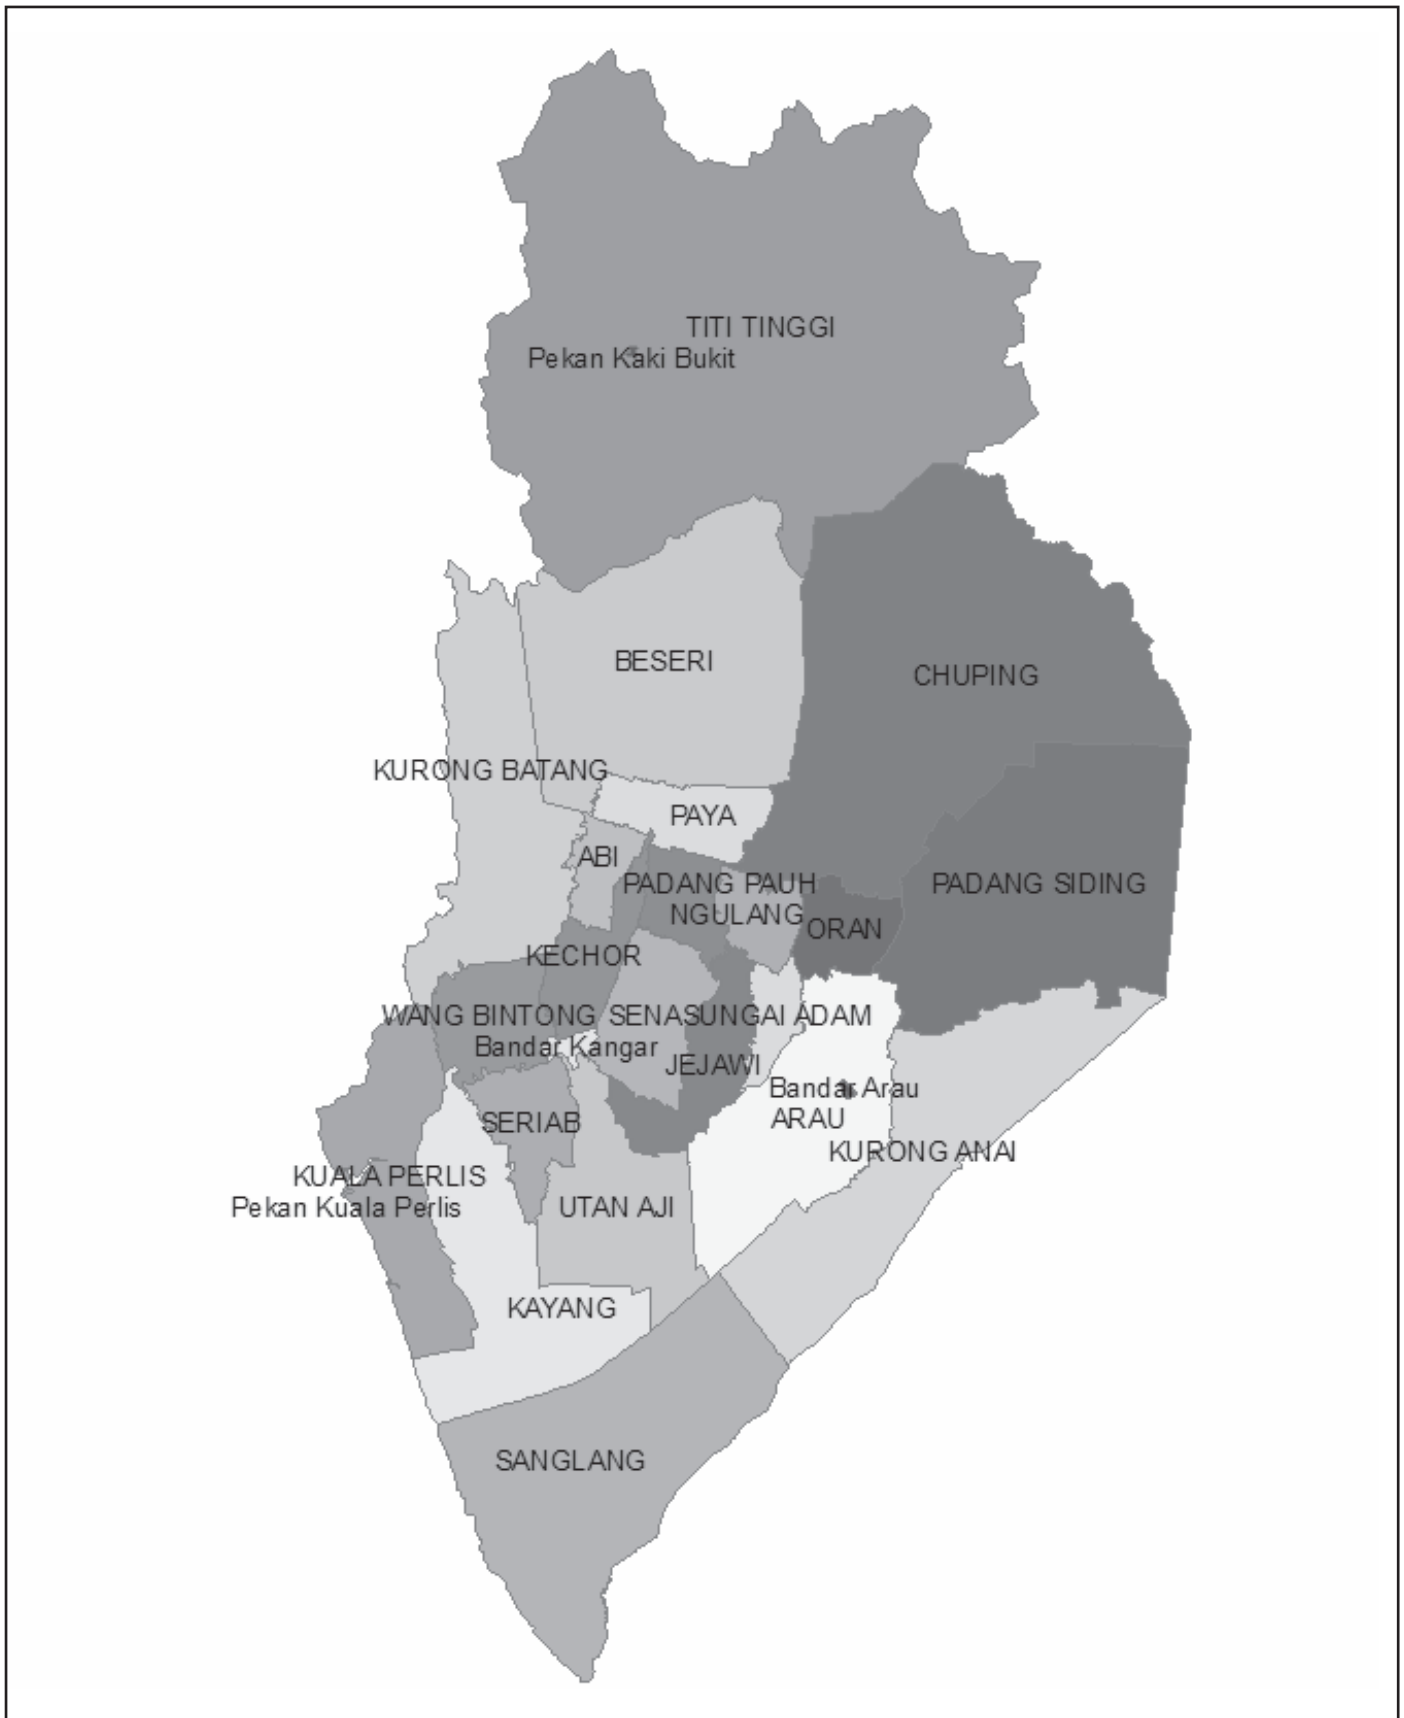 TITI TINGGI
Pekan Kaki Bukit
BESERI
CHUPING
KURONG BATANG
PAYA
ABI
PADANG PAUH
PADANG SIDING
NGULANG
ORAN
KECHOR
WANG BINTONG
SENA
SUNGAI ADAM
Bandar Kangar
JEJAWI
Bandar Arau
ARAU
SERIAB
KURONG ANAI
KUALA PERLIS
Pekan Kuala Perlis
UTAN AJI
KAYANG
SANGLANG